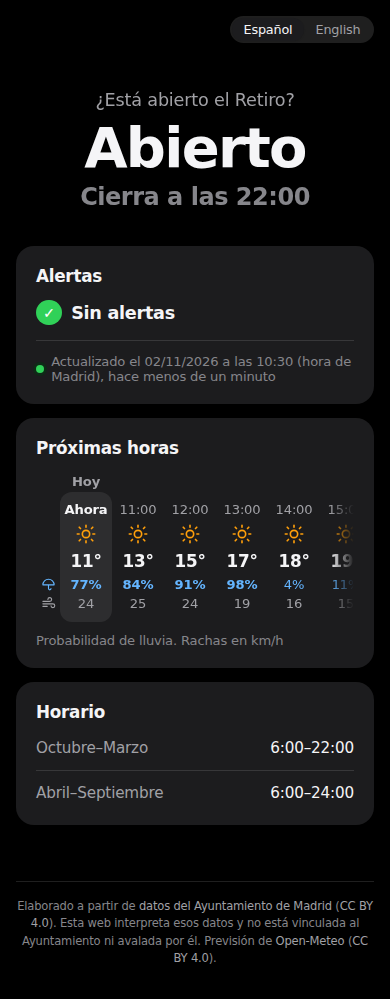 Español English
¿Está abierto el Retiro?
Abierto
Cierra a las 22:00
Alertas
✓ Sin alertas
Actualizado el 02/11/2026 a las 10:30 (hora de
Madrid), hace menos de un minuto
Próximas horas
Hoy
Ahora 11:00 12:00 13:00 14:00
11° 13° 15° 17° 18° 19
77% 84% 91% 98% 4%
24 25 24 19 16
Probabilidad de lluvia. Rachas en km/h
Horario
Octubre–Marzo 6:00–22:00
Abril–Septiembre 6:00–24:00
Elaborado a partir de datos del Ayuntamiento de Madrid (CC BY
4.0). Esta web interpreta esos datos y no está vinculada al
Ayuntamiento ni avalada por él. Previsión de Open-Meteo (CC
BY 4.0).